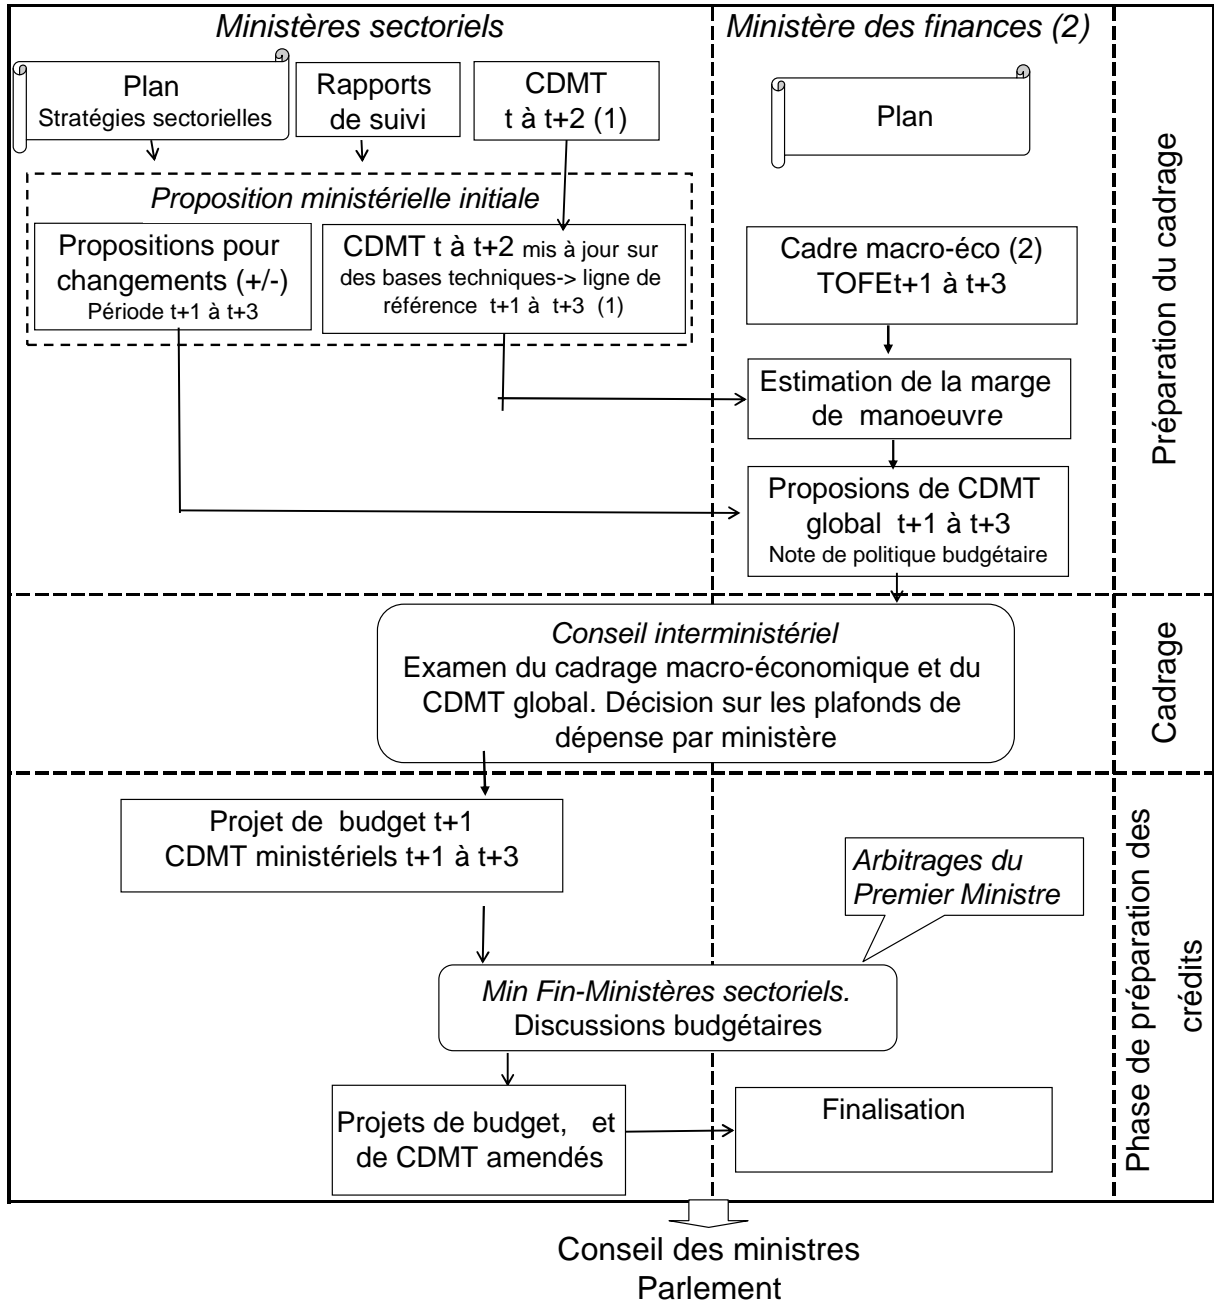 Ministères sectoriels
Ministère des finances (2)
Plan
Stratégies sectorielles
Rapports
de suivi
CDMT
t à t+2 (1)
Plan
Proposition ministérielle initiale
Propositions pour
changements (+/-)
Période t+1 à t+3
CDMT t à t+2 mis à jour sur
des bases techniques-> ligne de
référence t+1 à t+3 (1)
Cadre macro-éco (2)
TOFEt+1 à t+3
Estimation de la marge
de manoeuvre
Proposions de CDMT
global t+1 à t+3
Note de politique budgétaire
Préparation du cadrage
Conseil interministériel
Examen du cadrage macro-économique et du
CDMT global. Décision sur les plafonds de
dépense par ministère
Cadrage
Projet de budget t+1
CDMT ministériels t+1 à t+3
Arbitrages du
Premier Ministre
Min Fin-Ministères sectoriels.
Discussions budgétaires
Projets de budget, et
de CDMT amendés
Finalisation
Phase de préparation des
crédits
Conseil des ministres
Parlement